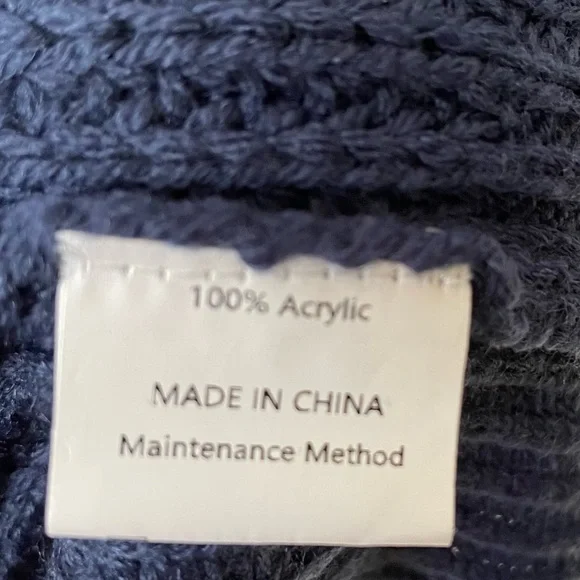 100% Acrylic
MADE IN CHINA
Maintenance Method